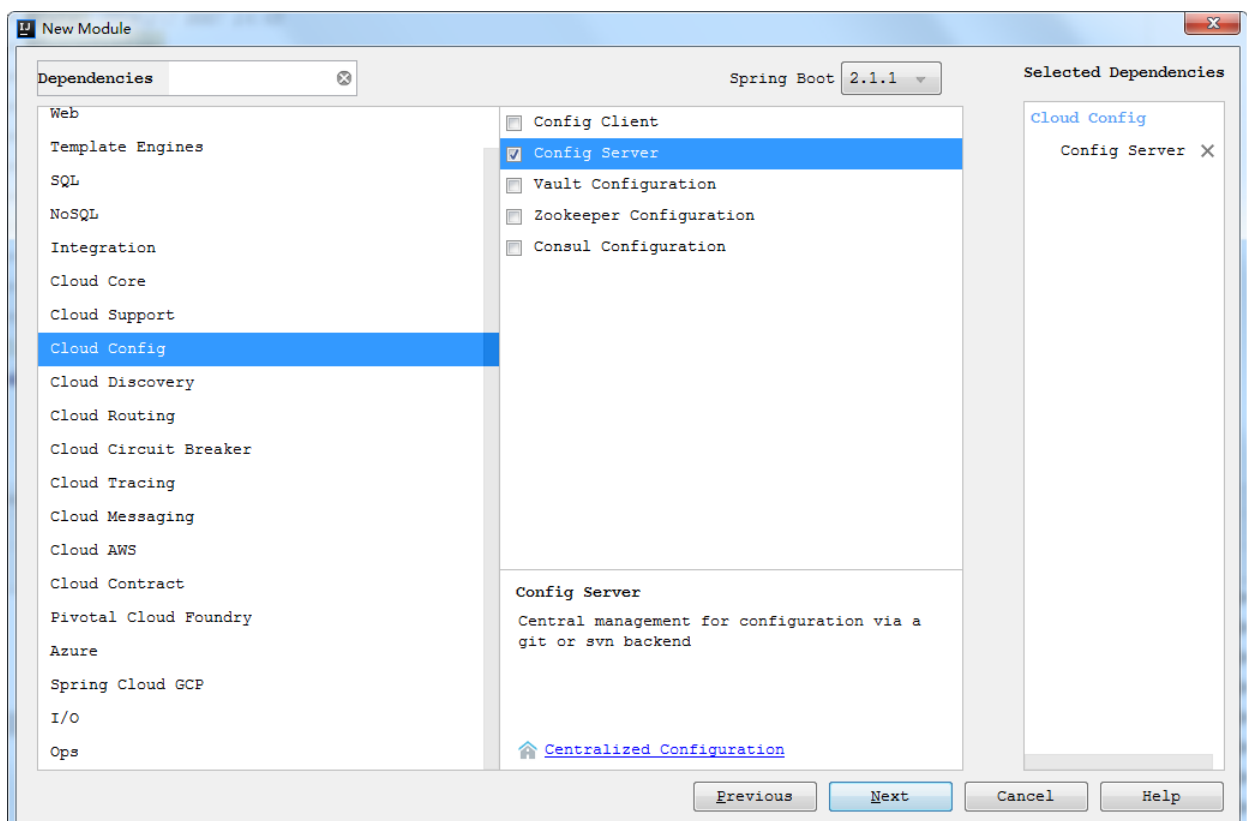 New Module
Dependencies
Spring Boot 2.1.1
Selected Dependencies
Web
Template Engines
SQL
NoSQL
Integration
Cloud Core
Cloud Support
Cloud Config
Cloud Discovery
Cloud Routing
Cloud Circuit Breaker
Cloud Tracing
Cloud Messaging
Cloud AWS
Cloud Contract
Pivotal Cloud Foundry
Azure
Spring Cloud GCP
I/O
Ops
Config Client
Config Server
Vault Configuration
Zookeeper Configuration
Consul Configuration
Config Server
Central management for configuration via a
git or svn backend
Centralized Configuration
Cloud Config
Config Server
Previous
Next
Cancel
Help